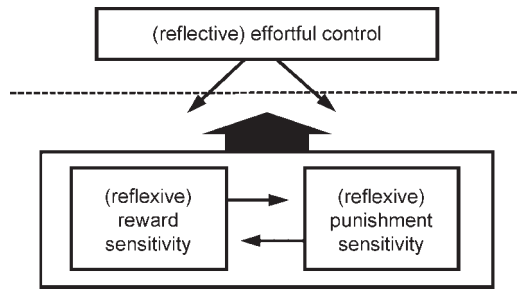 (reflective) effortful control
(reflexive)
reward
sensitivity
(reflexive)
punishment
sensitivity